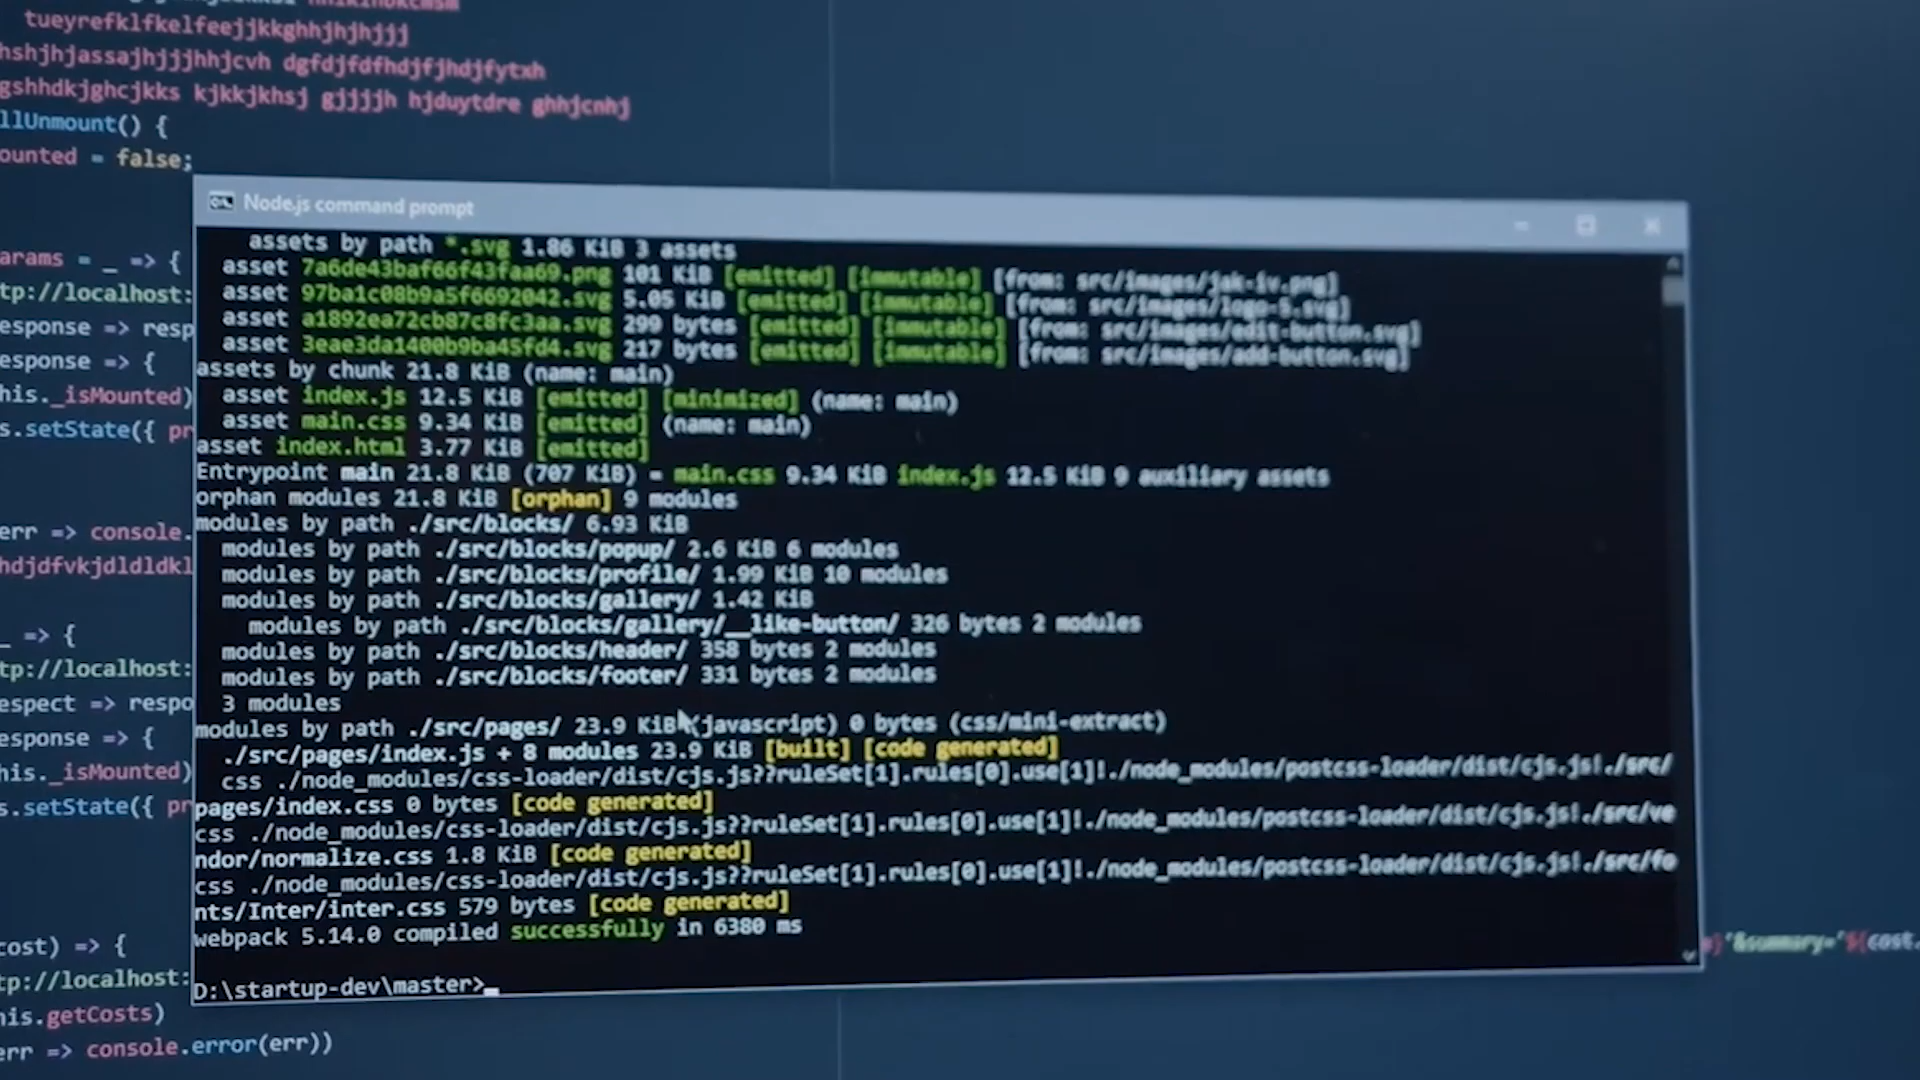 tueyrefklfkelfeejjkkghhjhjhjjj
hshjhjassajhjjjhhjcvh dgfdjfdfhdjfjhdjfytxh
gshhdkjghcjkks kjkkjkhsj gjjjjh hjduytdre ghhjcnhj
llUnmount() {
ounted = false;
arams = _ => {
tp://localhost:
esponse => resp
esponse => {
his._isMounted)
s.setState({ pr
err => console.
hdjdfvkjdldldkl
_ => {
tp://localhost:
espect => respo
esponse => {
his._isMounted)
s.setState({ pr
cost) => {
tp://localhost:
his.getCosts)
err => console.error(err))
Node.js command prompt
assets by path *.svg 1.86 KiB 3 assets
asset 7a6de43baf66f43faa69.png 101 KiB [emitted] [immutable] [from: src/images/jak-iv.png]
asset 97ba1c08b9a5f6692042.svg 5.05 KiB [emitted] [immutable] [from: src/images/logo-5.svg]
asset a1892ea72cb87c8fc3aa.svg 299 bytes [emitted] [immutable] [from: src/images/edit-button.svg]
asset 3eae3da1400b9ba45fd4.svg 217 bytes [emitted] [immutable] [from: src/images/add-button.svg]
assets by chunk 21.8 KiB (name: main)
asset index.js 12.5 KiB [emitted] [minimized] (name: main)
asset main.css 9.34 KiB [emitted] (name: main)
asset index.html 3.77 KiB [emitted]
Entrypoint main 21.8 KiB (707 KiB) = main.css 9.34 KiB index.js 12.5 KiB 9 auxiliary assets
orphan modules 21.8 KiB [orphan] 9 modules
modules by path ./src/blocks/ 6.93 KiB
modules by path ./src/blocks/popup/ 2.6 KiB 6 modules
modules by path ./src/blocks/profile/ 1.99 KiB 10 modules
modules by path ./src/blocks/gallery/ 1.42 KiB
modules by path ./src/blocks/gallery/__like-button/ 326 bytes 2 modules
modules by path ./src/blocks/header/ 358 bytes 2 modules
modules by path ./src/blocks/footer/ 331 bytes 2 modules
3 modules
modules by path ./src/pages/ 23.9 KiB (javascript) 0 bytes (css/mini-extract)
./src/pages/index.js + 8 modules 23.9 KiB [built] [code generated]
css ./node_modules/css-loader/dist/cjs.js??ruleSet[1].rules[0].use[1]!./node_modules/postcss-loader/dist/cjs.js!./src/
pages/index.css 0 bytes [code generated]
css ./node_modules/css-loader/dist/cjs.js??ruleSet[1].rules[0].use[1]!./node_modules/postcss-loader/dist/cjs.js!./src/ve
ndor/normalize.css 1.8 KiB [code generated]
css ./node_modules/css-loader/dist/cjs.js??ruleSet[1].rules[0].use[1]!./node_modules/postcss-loader/dist/cjs.js!./src/fo
nts/Inter/inter.css 579 bytes [code generated]
webpack 5.14.0 compiled successfully in 6380 ms
D:\startup-dev\master>
}'&summary='${cost.